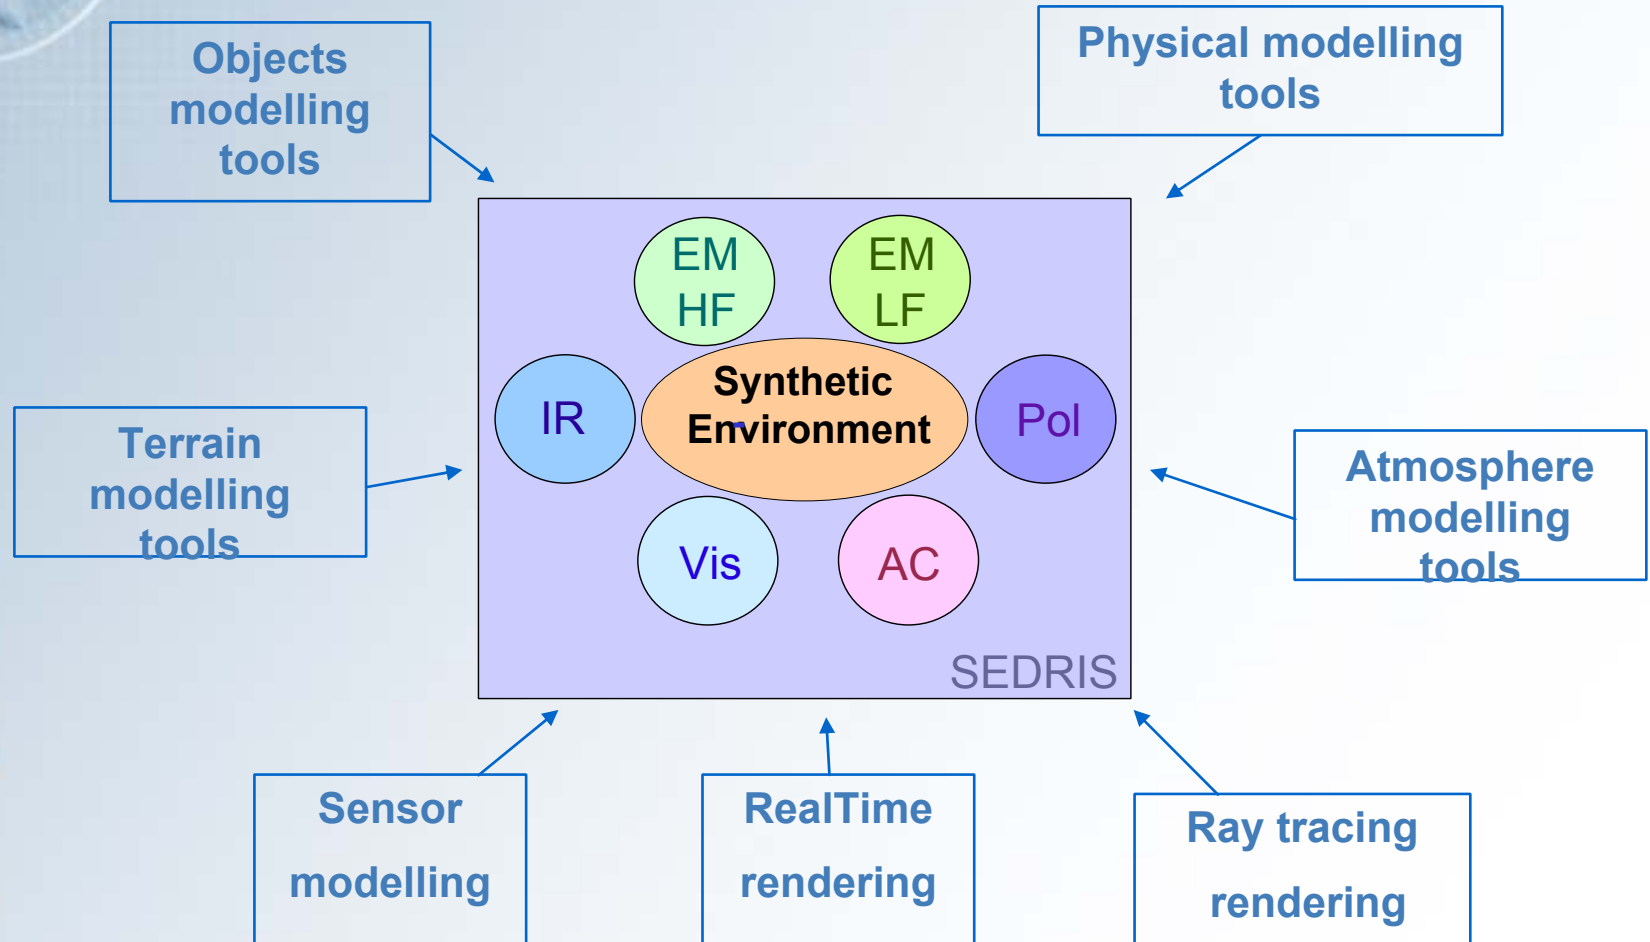 Objects
modelling
tools
Physical modelling
tools
EM
HF
EM
LF
Synthetic
Environment
IR
Pol
Terrain
modelling
tools
Atmosphere
modelling
tools
Vis
AC
SEDRIS
Sensor
modelling
RealTime
rendering
Ray tracing
rendering